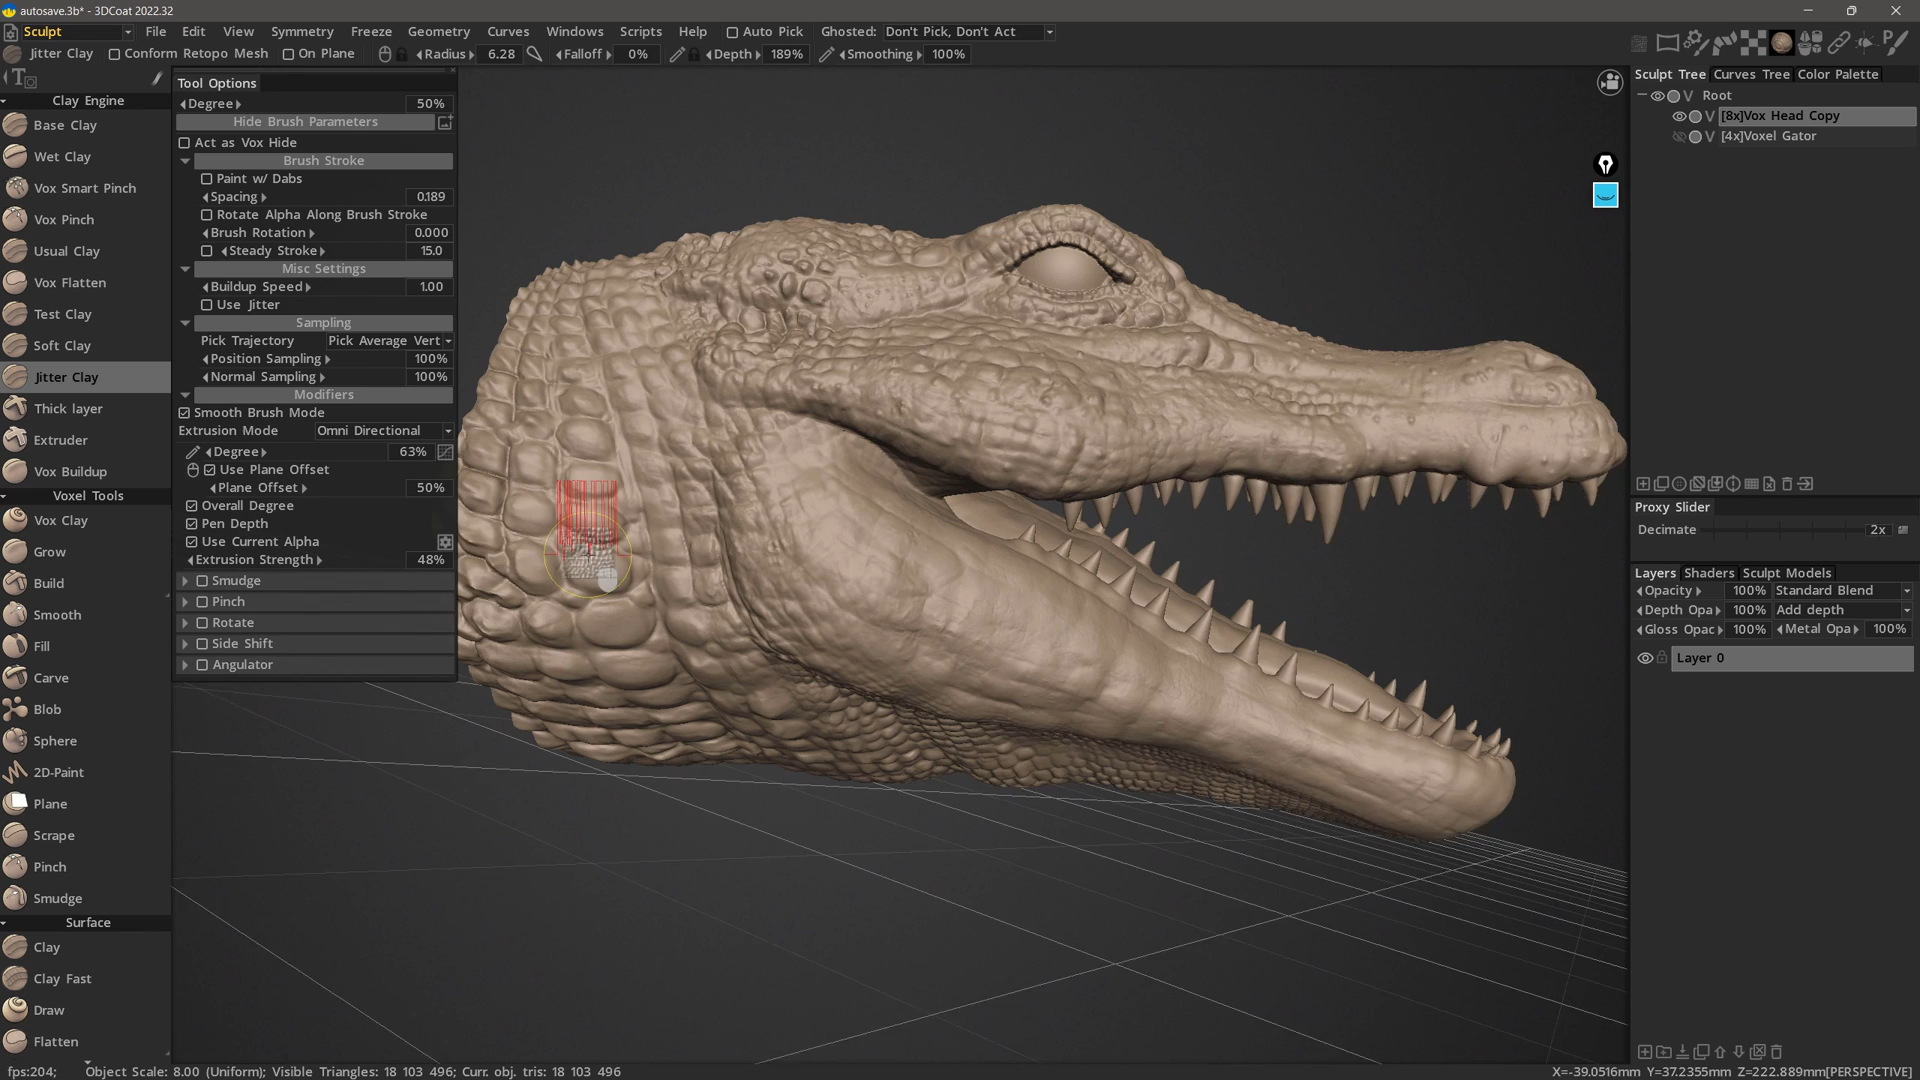 autosave.3b* - 3DCoat 2022.32
Sculpt File Edit View Symmetry Freeze Geometry Curves Windows Scripts Help Auto Pick Ghosted: Don't Pick, Don't Act
Jitter Clay Conform Retopo Mesh On Plane Radius 6.28 Falloff 0% Depth 189% Smoothing 100%
Clay Engine
Base Clay
Wet Clay
Vox Smart Pinch
Vox Pinch
Usual Clay
Vox Flatten
Test Clay
Soft Clay
Jitter Clay
Thick layer
Extruder
Vox Buildup
Voxel Tools
Vox Clay
Grow
Build
Smooth
Fill
Carve
Blob
Sphere
2D-Paint
Plane
Scrape
Pinch
Smudge
Surface
Clay
Clay Fast
Draw
Flatten
Tool Options
Degree 50%
Hide Brush Parameters
Act as Vox Hide
Brush Stroke
Paint w/ Dabs
Spacing 0.189
Rotate Alpha Along Brush Stroke
Brush Rotation 0.000
Steady Stroke 15.0
Misc Settings
Buildup Speed 1.00
Use Jitter
Sampling
Pick Trajectory Pick Average Vert
Position Sampling 100%
Normal Sampling 100%
Modifiers
Smooth Brush Mode
Extrusion Mode Omni Directional
Degree 63%
Use Plane Offset
Plane Offset 50%
Overall Degree
Pen Depth
Use Current Alpha
Extrusion Strength 48%
Smudge
Pinch
Rotate
Side Shift
Angulator
Sculpt Tree Curves Tree Color Palette
V Root
V [8x]Vox Head Copy
V [4x]Voxel Gator
Proxy Slider
Decimate 2x
Layers Shaders Sculpt Models
Opacity 100% Standard Blend
Depth Opa 100% Add depth
Gloss Opac 100% Metal Opa 100%
Layer 0
fps:204; Object Scale: 8.00 (Uniform); Visible Triangles: 18 103 496; Curr. obj. tris: 18 103 496
X=-39.0516mm Y=37.2355mm Z=222.889mm[PERSPECTIVE]